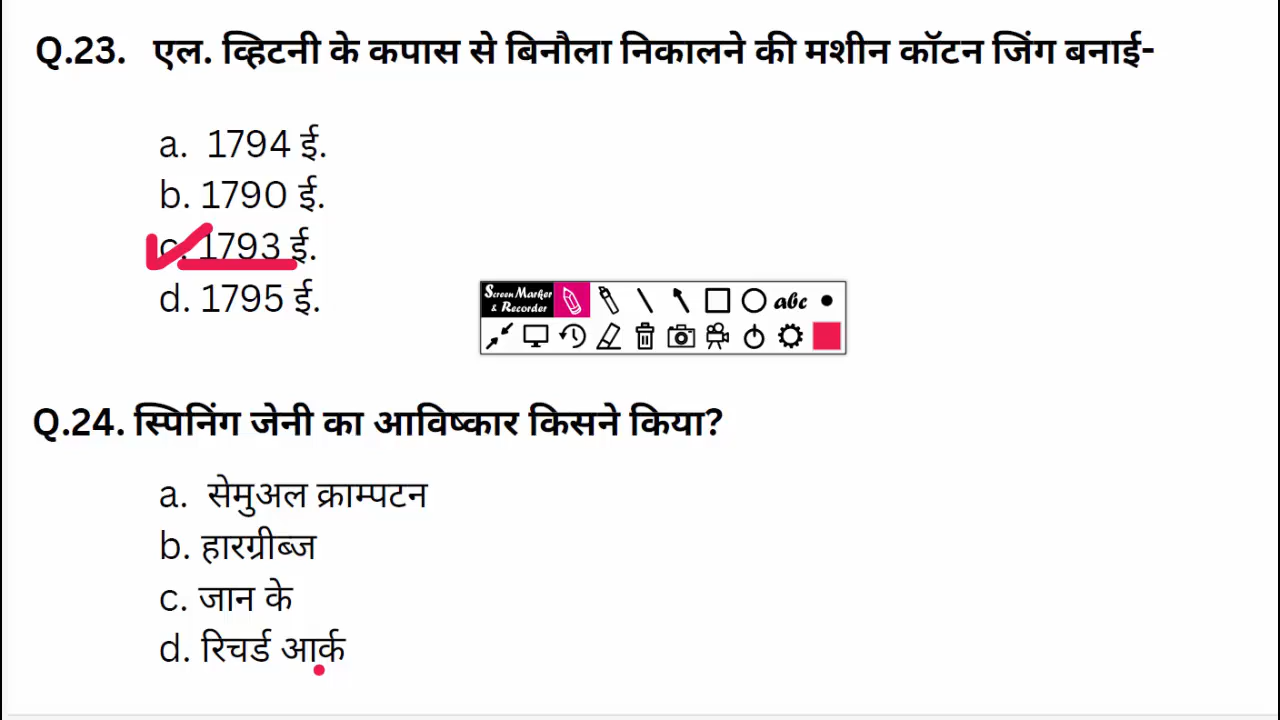 Q.23. एल. व्हिटनी के कपास से बिनौला निकालने की मशीन कॉटन जिंग बनाई-
a. 1794 ई.
b. 1790 ई.
c. 1793 ई.
d. 1795 ई.
Screen Marker
& Recorder
abc
Q.24. स्पिनिंग जेनी का आविष्कार किसने किया?
a. सेमुअल क्राम्पटन
b. हारग्रीब्ज
c. जान के
d. रिचर्ड आर्क